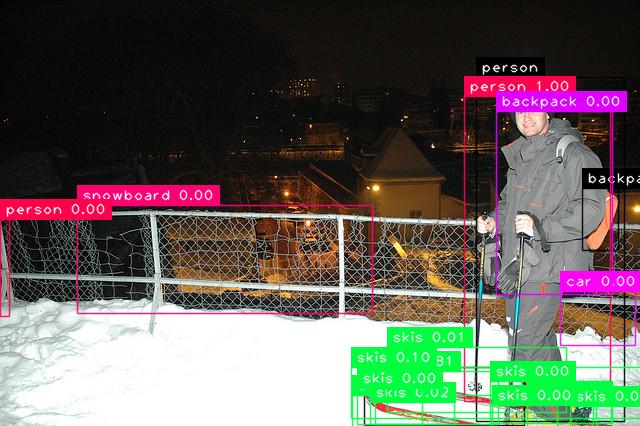 person
person 1.00
backpack 0.00
backpa
snowboard 0.00
person 0.00
car 0.00
skis 0.01
skis 0.10
81
skis 0.00
skis 0.00
skis 0.02
skis 0.00
skis 0.0